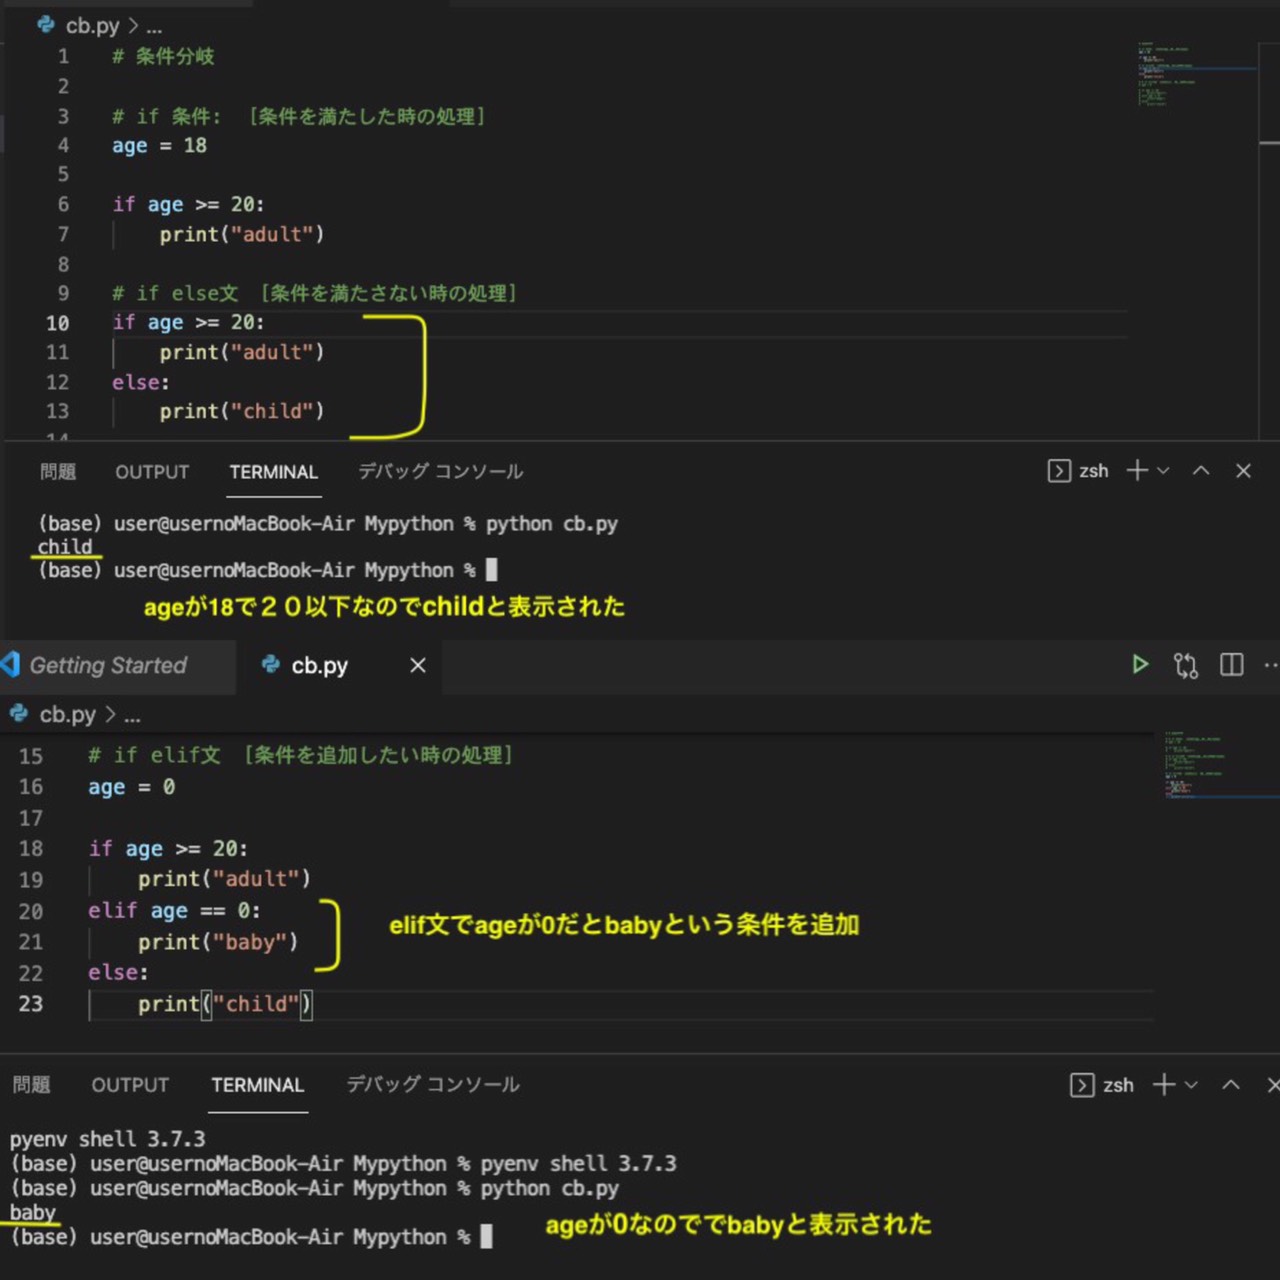 cb.py > ...
1 # 条件分岐
2
3 # if 条件: [条件を満たした時の処理]
4 age = 18
5
6 if age >= 20:
7 print("adult")
8
9 # if else文 [条件を満たさない時の処理]
10 if age >= 20:
11 print("adult")
12 else:
13 print("child")
14
問題 OUTPUT TERMINAL デバッグ コンソール zsh
(base) user@usernoMacBook-Air Mypython % python cb.py
child
(base) user@usernoMacBook-Air Mypython %
ageが18で２０以下なのでchildと表示された
Getting Started cb.py
cb.py > ...
15 # if elif文 [条件を追加したい時の処理]
16 age = 0
17
18 if age >= 20:
19 print("adult")
20 elif age == 0:
21 print("baby")
elif文でageが0だとbabyという条件を追加
22 else:
23 print("child")
問題 OUTPUT TERMINAL デバッグ コンソール zsh
pyenv shell 3.7.3
(base) user@usernoMacBook-Air Mypython % pyenv shell 3.7.3
(base) user@usernoMacBook-Air Mypython % python cb.py
baby
(base) user@usernoMacBook-Air Mypython %
ageが0なのででbabyと表示された